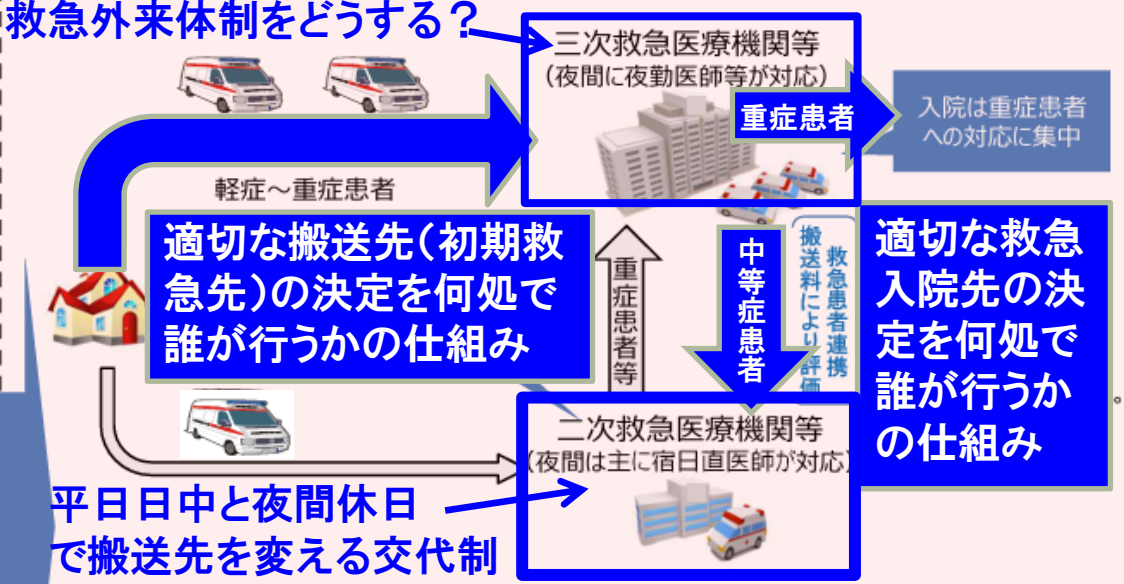 救急外来体制をどうする?
三次救急医療機関等
(夜間に夜勤医師等が対応)
重症患者
入院は重症患者
への対応に集中
軽症~重症患者
適切な搬送先(初期救
急先)の決定を何処で
誰が行うかの仕組み
重症患者等
中等症患者
救急患者連携
搬送料により評価
適切な救急
入院先の決
定を何処で
誰が行うか
の仕組み
。
二次救急医療機関等
(夜間は主に宿日直医師が対応)
平日日中と夜間休日
で搬送先を変える交代制